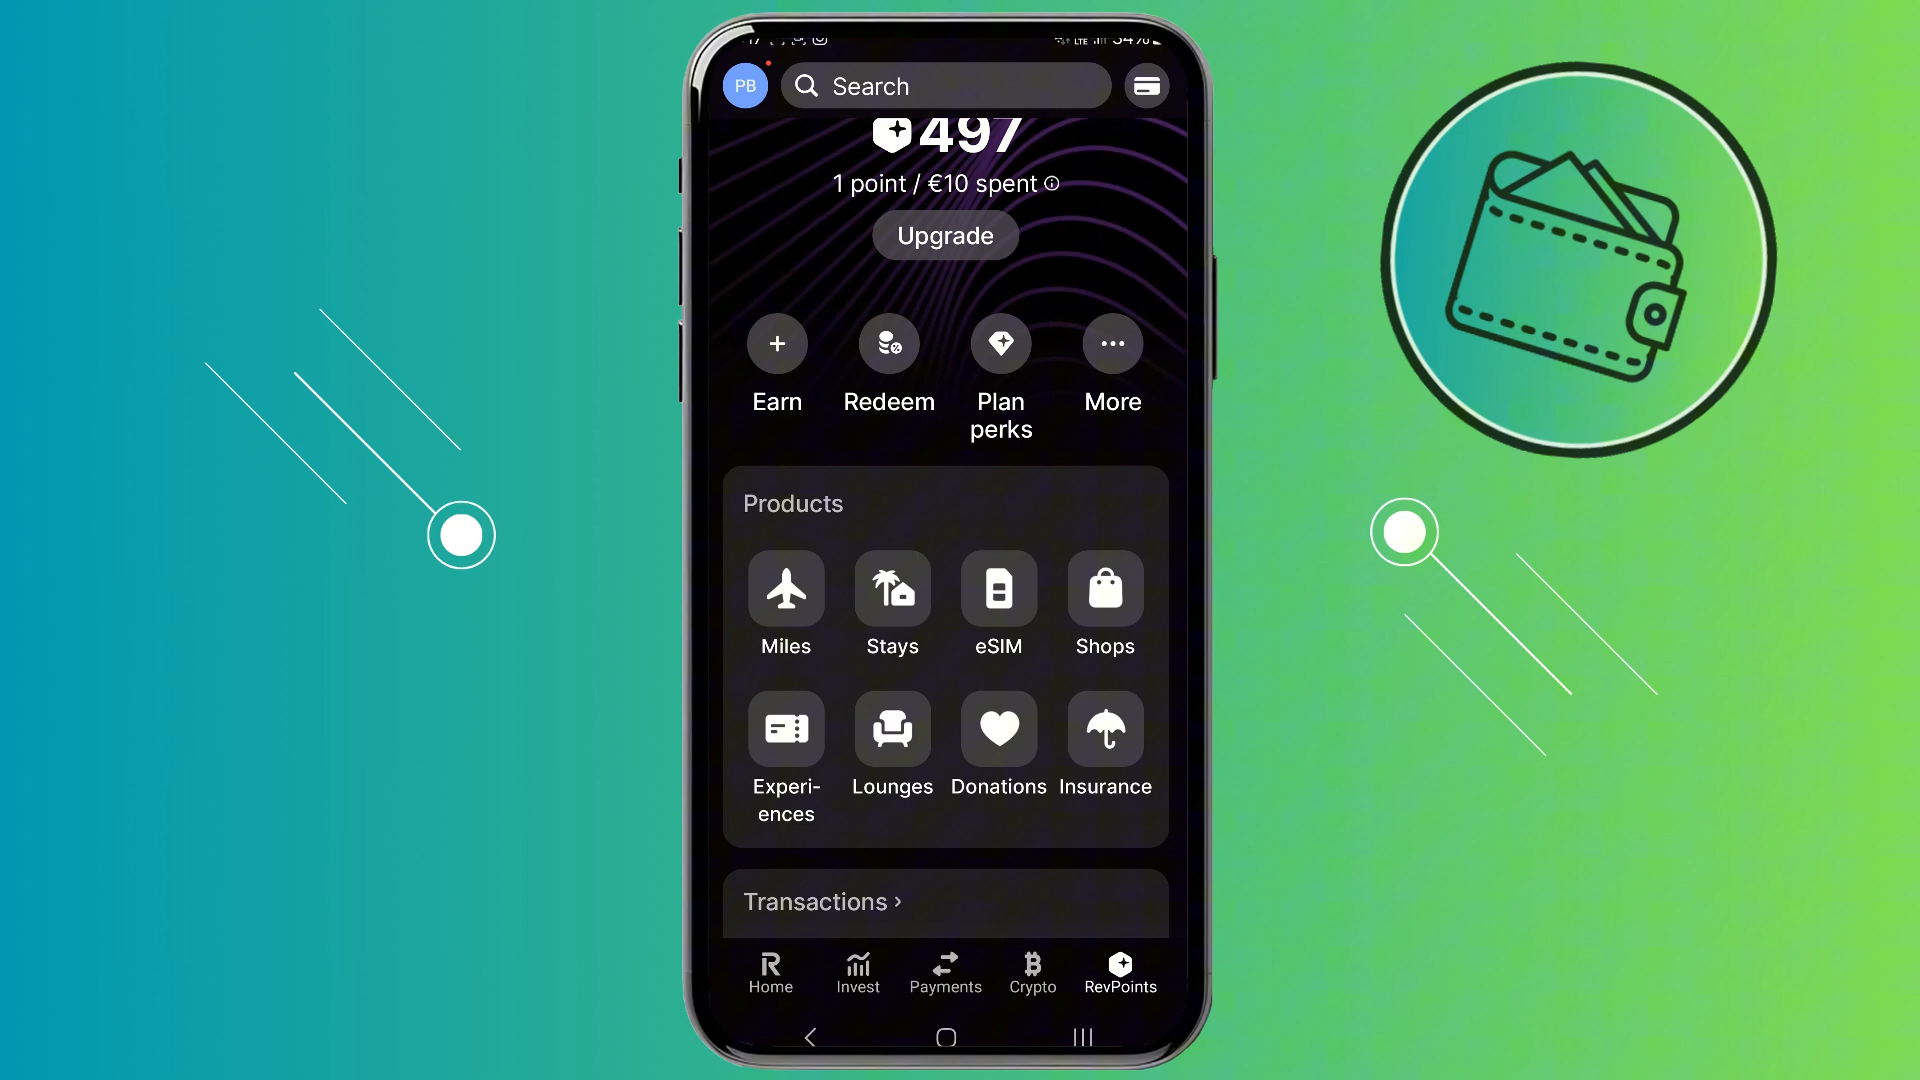 PB
Search
497
1 point / €10 spent
Upgrade
Earn
Redeem
Plan
perks
More
Products
Miles
Stays
eSIM
Shops
Experi-
ences
Lounges
Donations
Insurance
Transactions ›
Home
Invest
Payments
Crypto
RevPoints